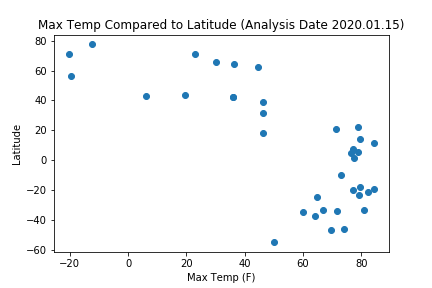 Max Temp Compared to Latitude (Analysis Date 2020.01.15)
80
60
40
20
0
−20
−40
−60
Latitude
−20 0 20 40 60 80
Max Temp (F)